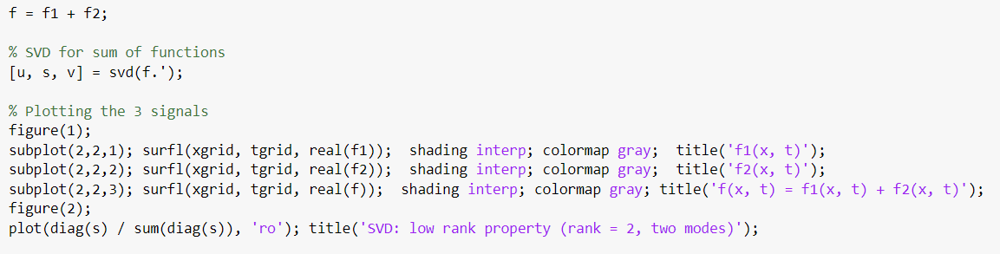 f = f1 + f2;
% SVD for sum of functions
[u, s, v] = svd(f.');
% Plotting the 3 signals
figure(1);
subplot(2,2,1); surfl(xgrid, tgrid, real(f1));  shading interp; colormap gray;  title('f1(x, t)');
subplot(2,2,2); surfl(xgrid, tgrid, real(f2));  shading interp; colormap gray;  title('f2(x, t)');
subplot(2,2,3); surfl(xgrid, tgrid, real(f));  shading interp; colormap gray; title('f(x, t) = f1(x, t) + f2(x, t)');
figure(2);
plot(diag(s) / sum(diag(s)), 'ro'); title('SVD: low rank property (rank = 2, two modes)');